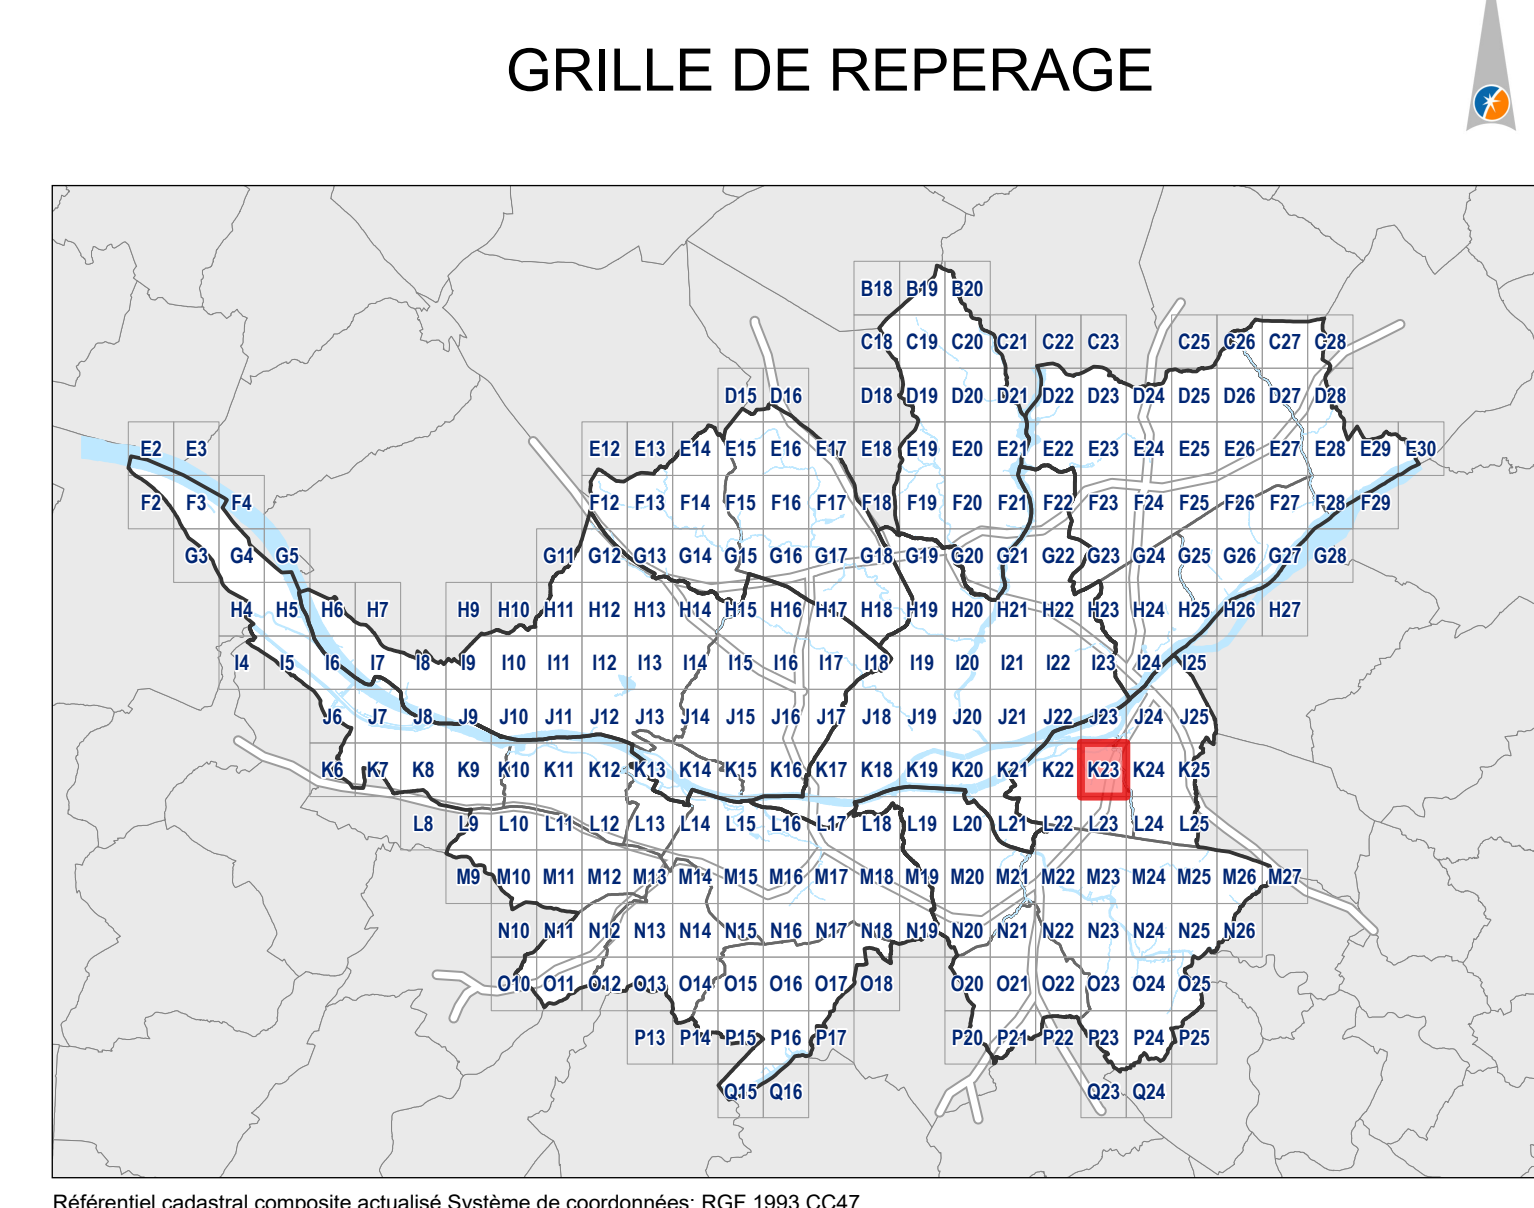 GRILLE DE REPERAGE
B18 B19 B20
C18 C19 C20 C21 C22 C23 C25 C26 C27 C28
D15 D16 D18 D19 D20 D21 D22 D23 D24 D25 D26 D27 D28
E2 E3 E12 E13 E14 E15 E16 E17 E18 E19 E20 E21 E22 E23 E24 E25 E26 E27 E28 E29 E30
F2 F3 F4 F12 F13 F14 F15 F16 F17 F18 F19 F20 F21 F22 F23 F24 F25 F26 F27 F28 F29
G3 G4 G5 G11 G12 G13 G14 G15 G16 G17 G18 G19 G20 G21 G22 G23 G24 G25 G26 G27 G28
H4 H5 H6 H7 H9 H10 H11 H12 H13 H14 H15 H16 H17 H18 H19 H20 H21 H22 H23 H24 H25 H26 H27
I4 I5 I6 I7 I8 I9 I10 I11 I12 I13 I14 I15 I16 I17 I18 I19 I20 I21 I22 I23 I24 I25
J6 J7 J8 J9 J10 J11 J12 J13 J14 J15 J16 J17 J18 J19 J20 J21 J22 J23 J24 J25
K6 K7 K8 K9 K10 K11 K12 K13 K14 K15 K16 K17 K18 K19 K20 K21 K22 K23 K24 K25
L8 L9 L10 L11 L12 L13 L14 L15 L16 L17 L18 L19 L20 L21 L22 L23 L24 L25
M9 M10 M11 M12 M13 M14 M15 M16 M17 M18 M19 M20 M21 M22 M23 M24 M25 M26 M27
N10 N11 N12 N13 N14 N15 N16 N17 N18 N19 N20 N21 N22 N23 N24 N25 N26
O10 O11 O12 O13 O14 O15 O16 O17 O18 O20 O21 O22 O23 O24 O25
P13 P14 P15 P16 P17 P20 P21 P22 P23 P24 P25
Q15 Q16 Q23 Q24
Référentiel cadastral composite actualisé Système de coordonnées: RGF 1993 CC47